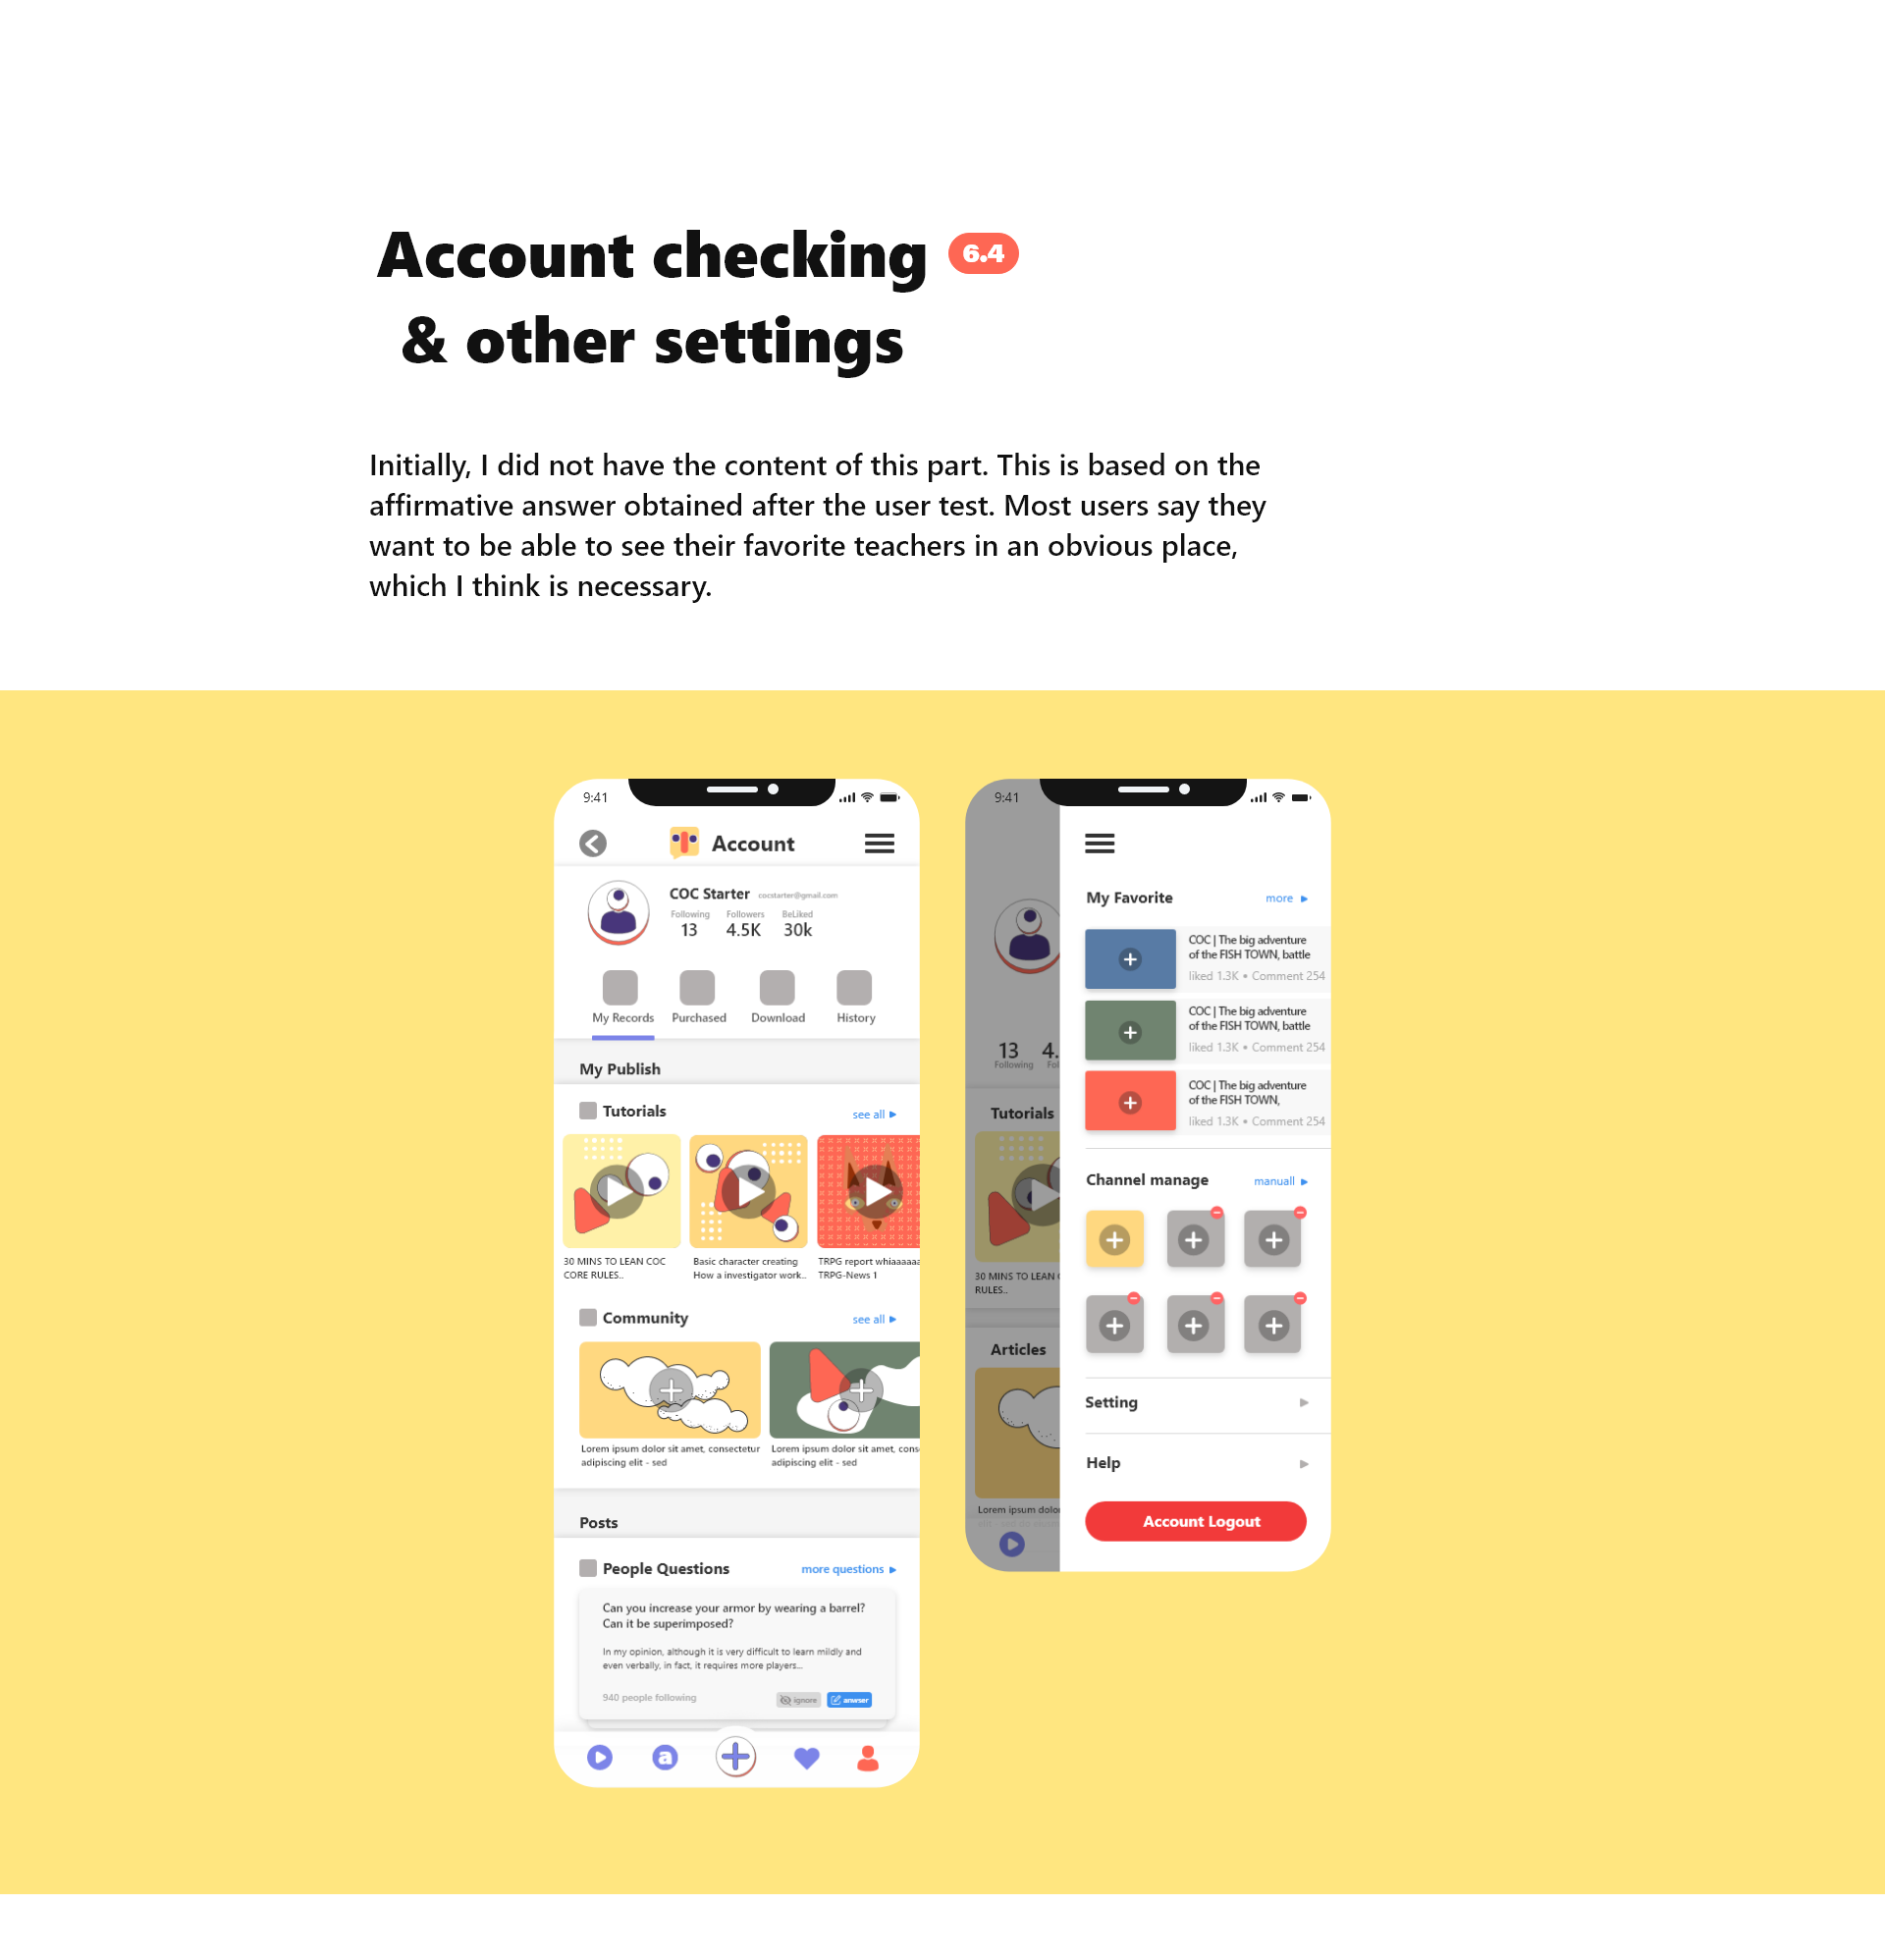 Account checking 6.4
& other settings
Initially, I did not have the content of this part. This is based on the
affirmative answer obtained after the user test. Most users say they
want to be able to see their favorite teachers in an obvious place,
which I think is necessary.
9:41
Account
COC Starter cocstarter@gmail.com
Following Followers BeLiked
13 4.5K 30k
My Records Purchased Download History
My Publish
Tutorials see all
30 MINS TO LEAN COC
CORE RULES..
Basic character creating
How a investigator work...
TRPG report whiaaaaaa
TRPG-News 1
Community see all
Lorem ipsum dolor sit amet, consectetur
adipiscing elit - sed
Lorem ipsum dolor sit amet, cons
adipiscing elit - sed
Posts
People Questions more questions
Can you increase your armor by wearing a barrel?
Can it be superimposed?
In my opinion, although it is very difficult to learn mildly and
even verbally, in fact, it requires more players...
940 people following ignore anwser
a
9:41
13 4.
Following Fol
Tutorials
30 MINS TO LEAN
RULES..
Articles
Lorem ipsum dolo
My Favorite more
COC | The big adventure
of the FISH TOWN, battle
liked 1.3K • Comment 254
COC | The big adventure
of the FISH TOWN, battle
liked 1.3K • Comment 254
COC | The big adventure
of the FISH TOWN,
liked 1.3K • Comment 254
Channel manage manuall
Setting
Help
Account Logout